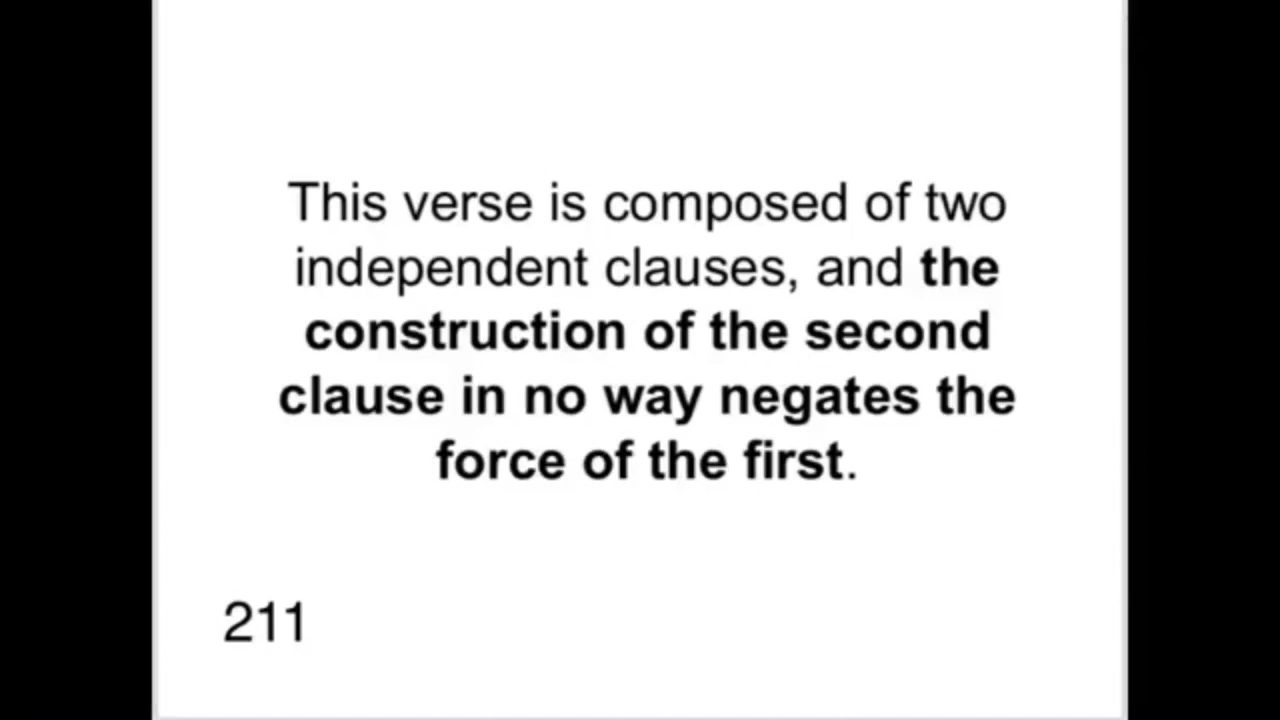 This verse is composed of two
independent clauses, and the
construction of the second
clause in no way negates the
force of the first.
211